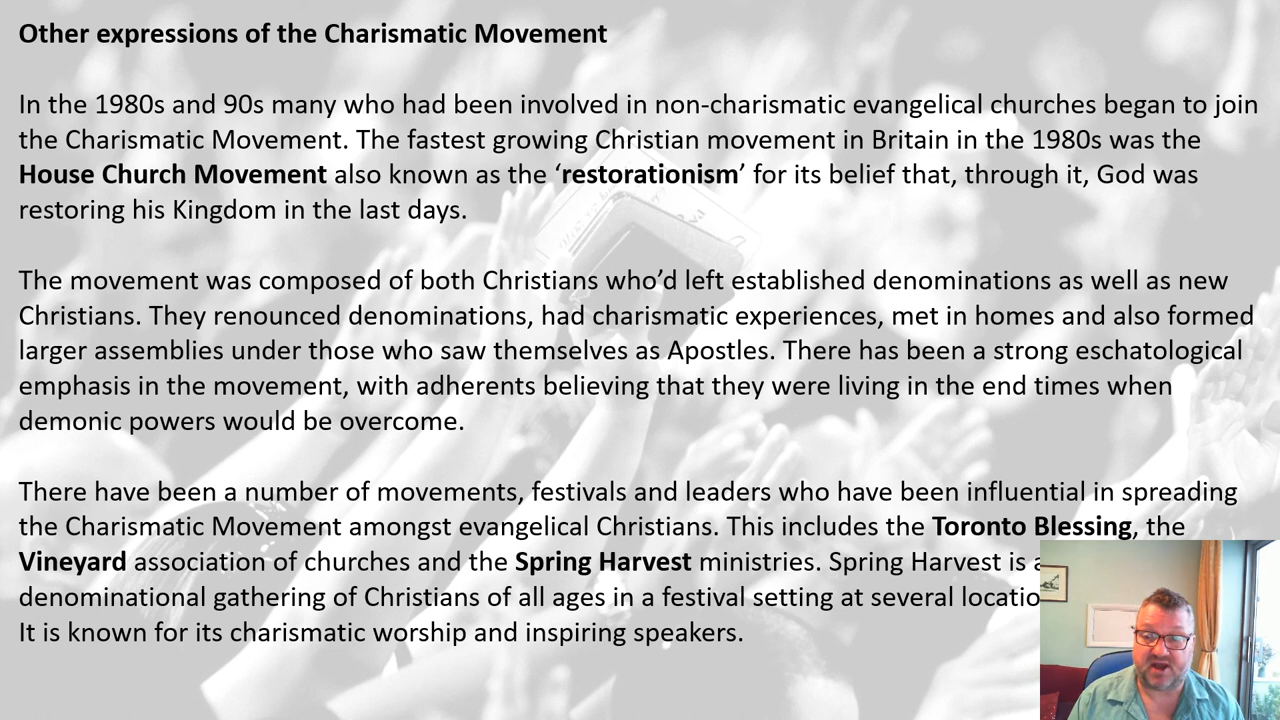 Other expressions of the Charismatic Movement
In the 1980s and 90s many who had been involved in non-charismatic evangelical churches began to join
the Charismatic Movement. The fastest growing Christian movement in Britain in the 1980s was the
House Church Movement also known as the ‘restorationism’ for its belief that, through it, God was
restoring his Kingdom in the last days.
The movement was composed of both Christians who’d left established denominations as well as new
Christians. They renounced denominations, had charismatic experiences, met in homes and also formed
larger assemblies under those who saw themselves as Apostles. There has been a strong eschatological
emphasis in the movement, with adherents believing that they were living in the end times when
demonic powers would be overcome.
There have been a number of movements, festivals and leaders who have been influential in spreading
the Charismatic Movement amongst evangelical Christians. This includes the Toronto Blessing, the
Vineyard association of churches and the Spring Harvest ministries. Spring Harvest is
denominational gathering of Christians of all ages in a festival setting at several
It is known for its charismatic worship and inspiring speakers.